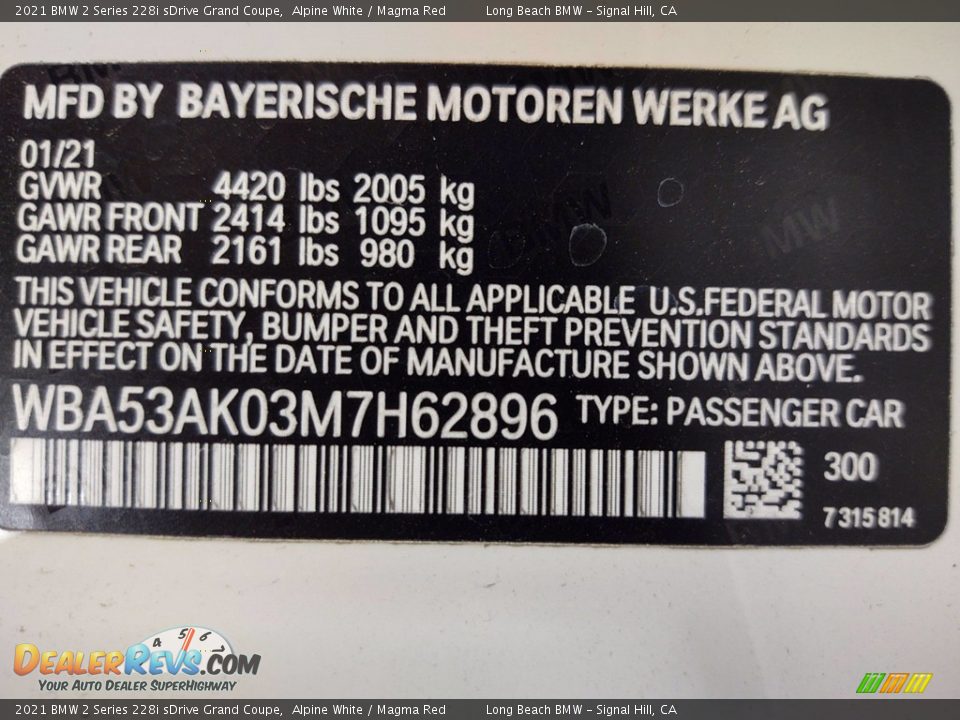 2021 BMW 2 Series 228i sDrive Grand Coupe, Alpine White / Magma Red Long Beach BMW - Signal Hill, CA
MFD BY BAYERISCHE MOTOREN WERKE AG
01/21
GVWR 4420 lbs 2005 kg
GAWR FRONT 2414 lbs 1095 kg
GAWR REAR 2161 lbs 980 kg
THIS VEHICLE CONFORMS TO ALL APPLICABLE U.S.FEDERAL MOTOR
VEHICLE SAFETY, BUMPER AND THEFT PREVENTION STANDARDS
IN EFFECT ON THE DATE OF MANUFACTURE SHOWN ABOVE.
WBA53AK03M7H62896 TYPE: PASSENGER CAR
300
7315814
4 5 6
DEALERREVS.COM
YOUR AUTO DEALER SUPERHIGHWAY
2021 BMW 2 Series 228i sDrive Grand Coupe, Alpine White / Magma Red Long Beach BMW - Signal Hill, CA